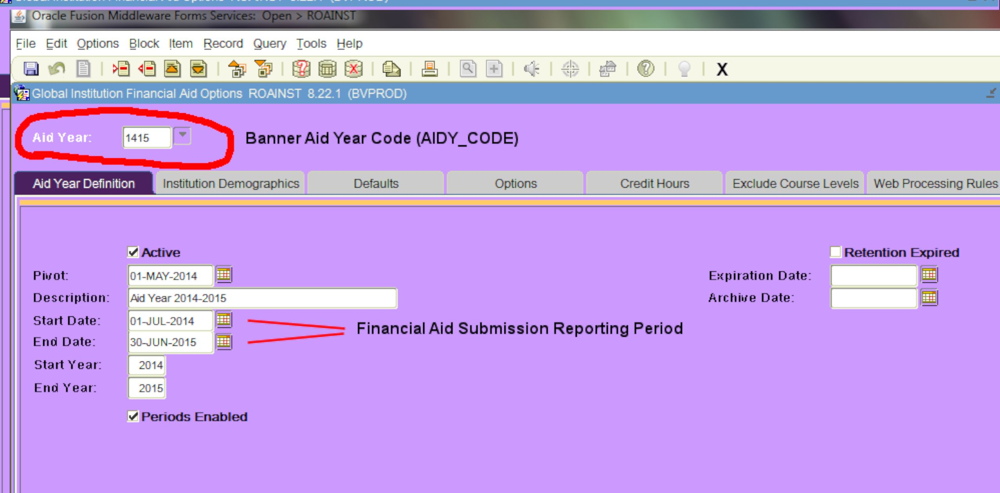 Oracle Fusion Middleware Forms Services: Open > ROAINST
File Edit Options Block Item Record Query Tools Help
Global Institution Financial Aid Options ROAINST 8.22.1 (BVPROD)
Aid Year: 1415 Banner Aid Year Code (AIDY_CODE)
Aid Year Definition Institution Demographics Defaults Options Credit Hours Exclude Course Levels Web Processing Rules
Active Retention Expired
Pivot: 01-MAY-2014 Expiration Date:
Description: Aid Year 2014-2015 Archive Date:
Start Date: 01-JUL-2014
Financial Aid Submission Reporting Period
End Date: 30-JUN-2015
Start Year: 2014
End Year: 2015
Periods Enabled